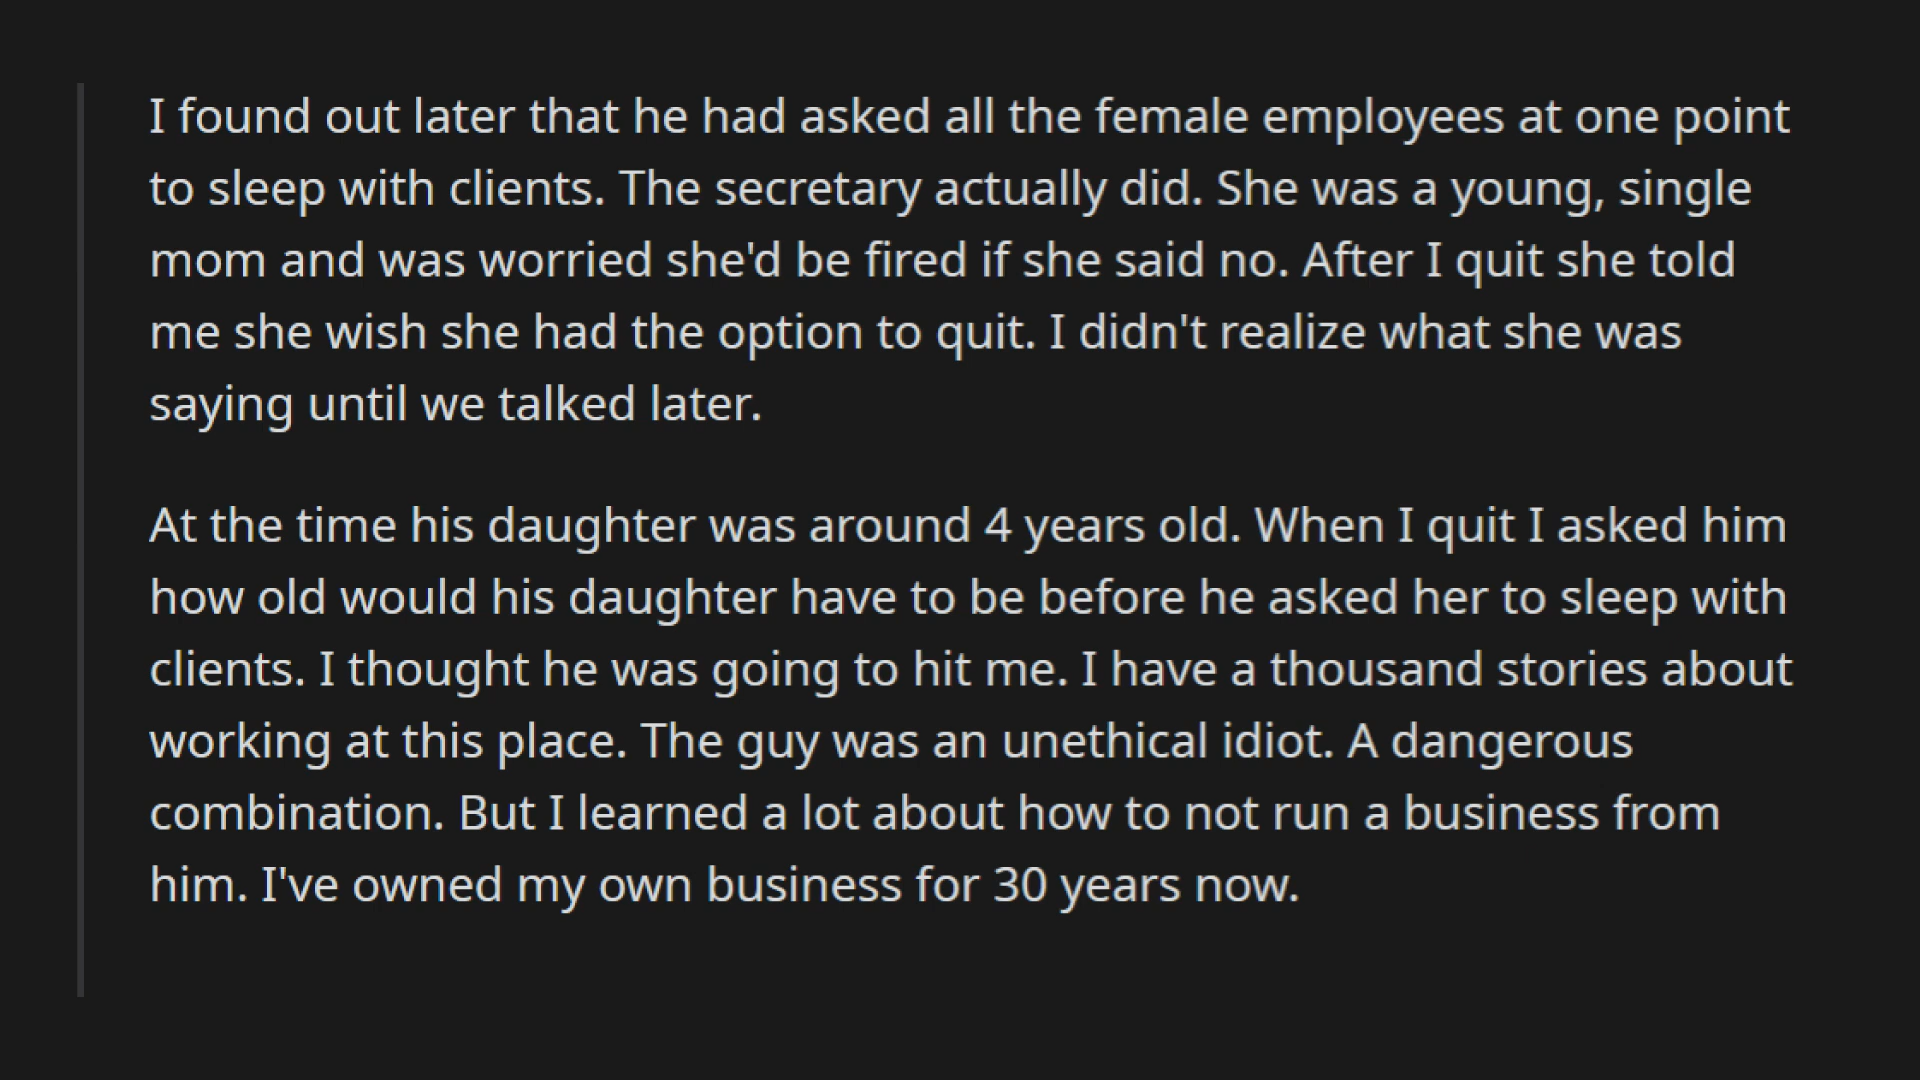 I found out later that he had asked all the female employees at one point
to sleep with clients. The secretary actually did. She was a young, single
mom and was worried she'd be fired if she said no. After I quit she told
me she wish she had the option to quit. I didn't realize what she was
saying until we talked later.
At the time his daughter was around 4 years old. When I quit I asked him
how old would his daughter have to be before he asked her to sleep with
clients. I thought he was going to hit me. I have a thousand stories about
working at this place. The guy was an unethical idiot. A dangerous
combination. But I learned a lot about how to not run a business from
him. I've owned my own business for 30 years now.